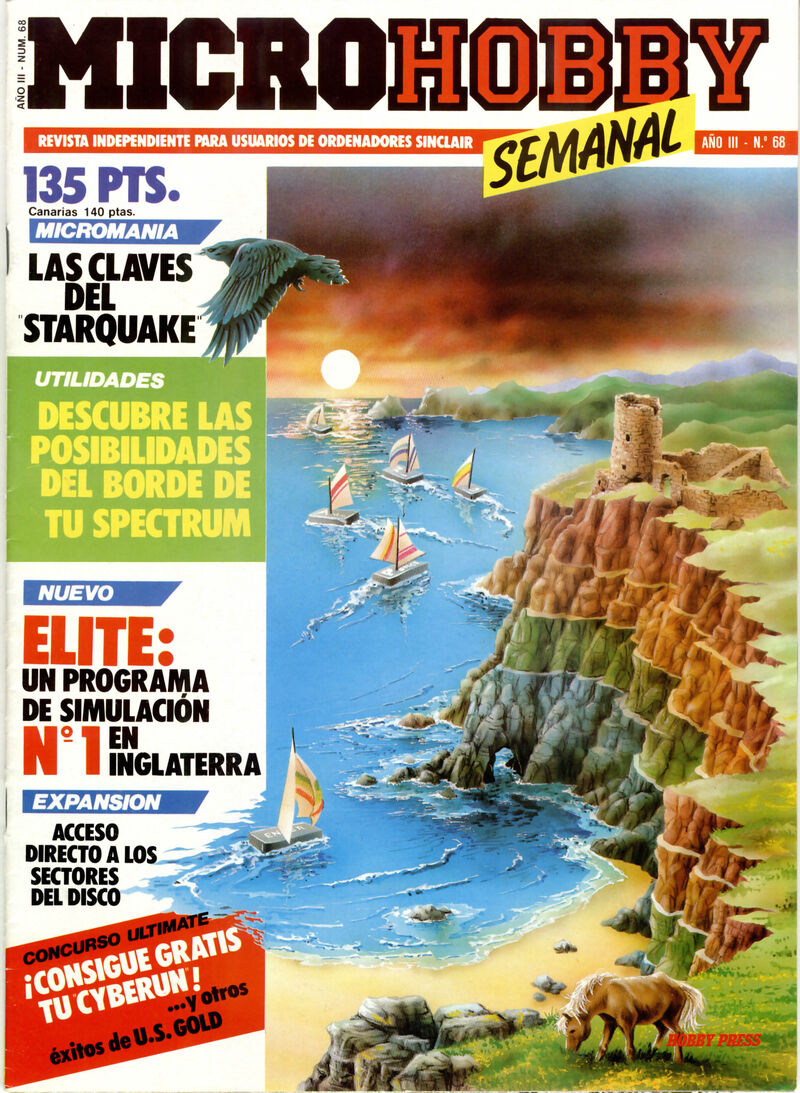 AÑO III - NUM. 68
MICROHOBBY
SEMANAL
REVISTA INDEPENDIENTE PARA USUARIOS DE ORDENADORES SINCLAIR
AÑO III - N.º 68
135 PTS.
Canarias 140 ptas.
MICROMANIA
LAS CLAVES
DEL
"STARQUAKE"
UTILIDADES
DESCUBRE LAS
POSIBILIDADES
DEL BORDE DE
TU SPECTRUM
NUEVO
ELITE:
UN PROGRAMA
DE SIMULACIÓN
Nº 1 EN
INGLATERRA
EXPANSION
ACCESO
DIRECTO A LOS
SECTORES
DEL DISCO
CONCURSO ULTIMATE
¡CONSIGUE GRATIS
TU "CYBERUN"!
...y otros
éxitos de U.S. GOLD
ENTER
HOBBY PRESS